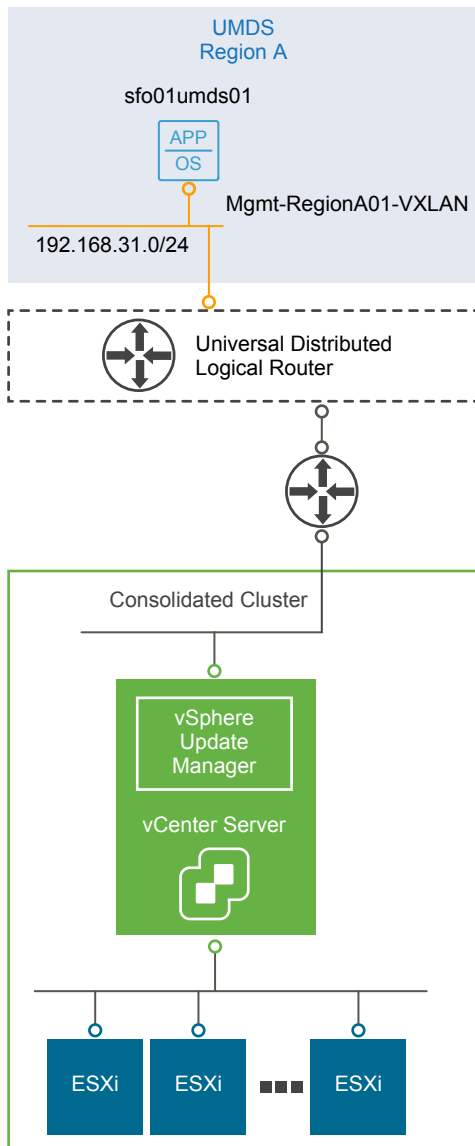 UMDS
Region A
sfo01umds01
APP
OS
Mgmt-RegionA01-VXLAN
192.168.31.0/24
Universal Distributed
Logical Router
Consolidated Cluster
vSphere
Update
Manager
vCenter Server
ESXi
ESXi
ESXi